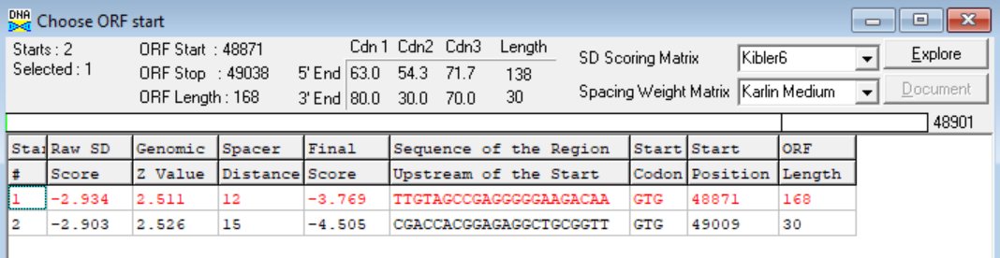 DNA Choose ORF start
Starts : 2 ORF Start : 48871 Cdn 1 Cdn2 Cdn3 Length SD Scoring Matrix Kibler6 Explore
Selected : 1 ORF Stop : 49038 5' End 63.0 54.3 71.7 138
ORF Length : 168 3' End 80.0 30.0 70.0 30 Spacing Weight Matrix Karlin Medium Document
48901
Star Raw SD Genomic Spacer Final Sequence of the Region Start Start ORF
# Score Z Value Distance Score Upstream of the Start Codon Position Length
1 -2.934 2.511 12 -3.769 TTGTAGCCGAGGGGGAAGACAA GTG 48871 168
2 -2.903 2.526 15 -4.505 CGACCACGGAGAGGCTGCGGTT GTG 49009 30